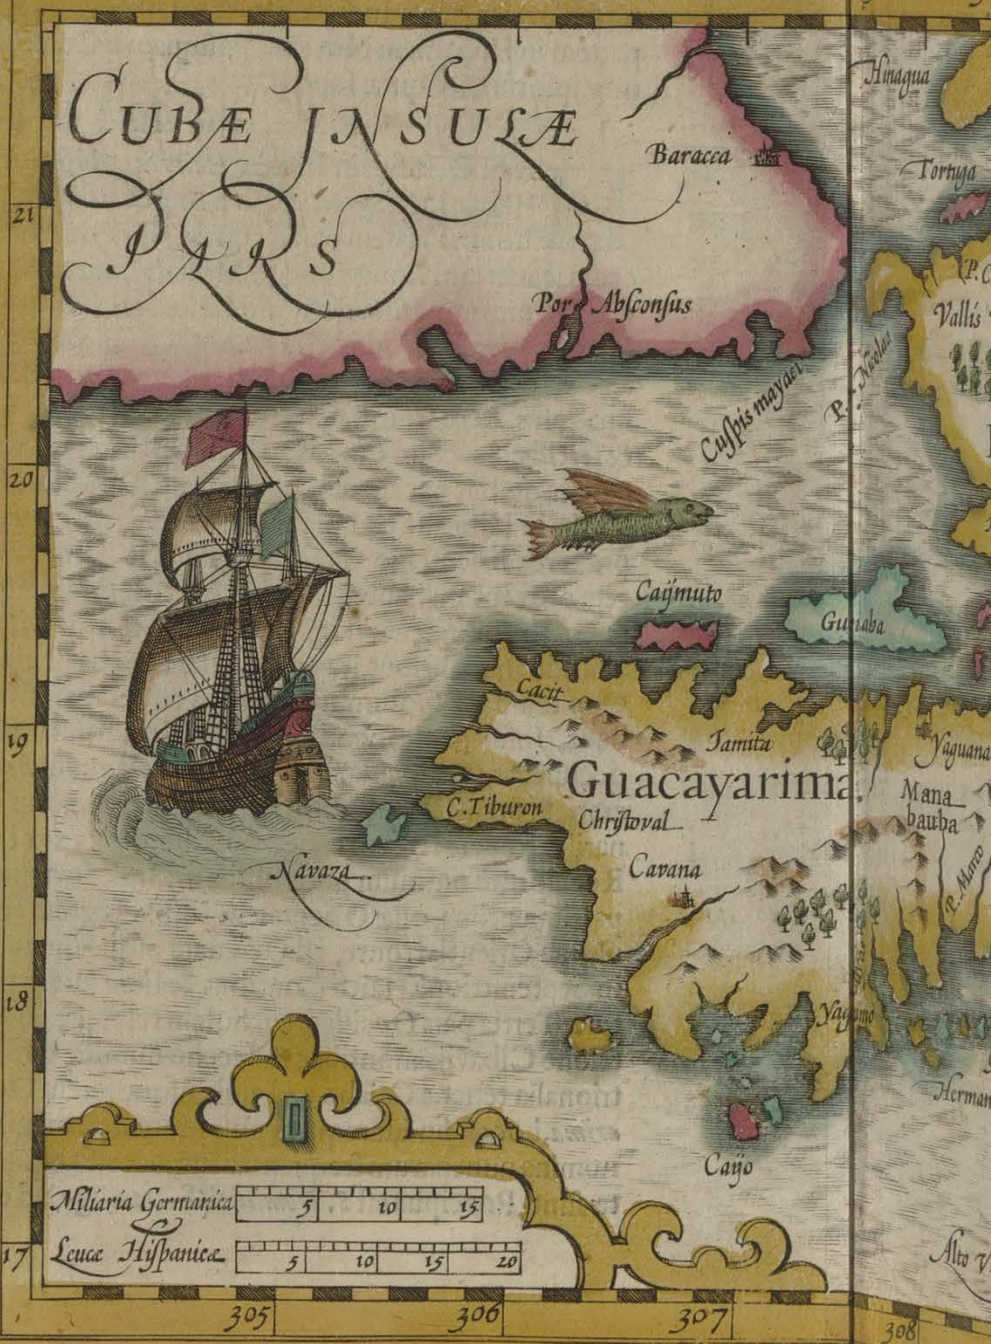 CUBÆ INSULÆ
PARS
Hinagua
Baracca
Tortuga
21
Por. Absconsus
P.C
Vallis
P. Nicolas
Cuspis mayaci
20
Caÿmuto
Guanaba
Cacit
19
Iamita
Yaguana
Guacayarima
Mana
bauba
C. Tiburon
Christoval
Cavana
P. Marco
Navaza
18
Yaguimo
Herman
Caÿo
Miliaria Germanica
5 10 15
Leucæ Hispanicæ
5 10 15 20
17
Alto V
305 306 307 308